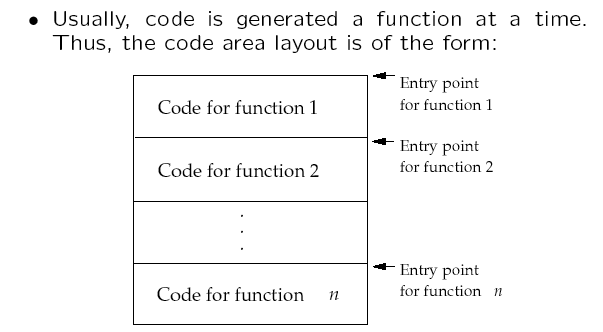 • Usually, code is generated a function at a time.
Thus, the code area layout is of the form:
Entry point
for function 1
Code for function 1
Entry point
for function 2
Code for function 2
.
.
.
Entry point
for function n
Code for function n